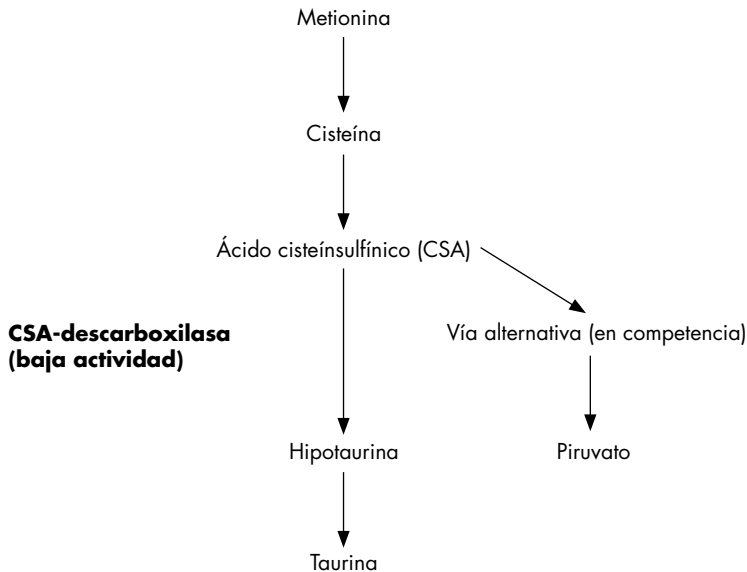 Metionina
Cisteína
Ácido cisteínsulfínico (CSA)
CSA-descarboxilasa
(baja actividad)
Vía alternativa (en competencia)
Hipotaurina
Piruvato
Taurina